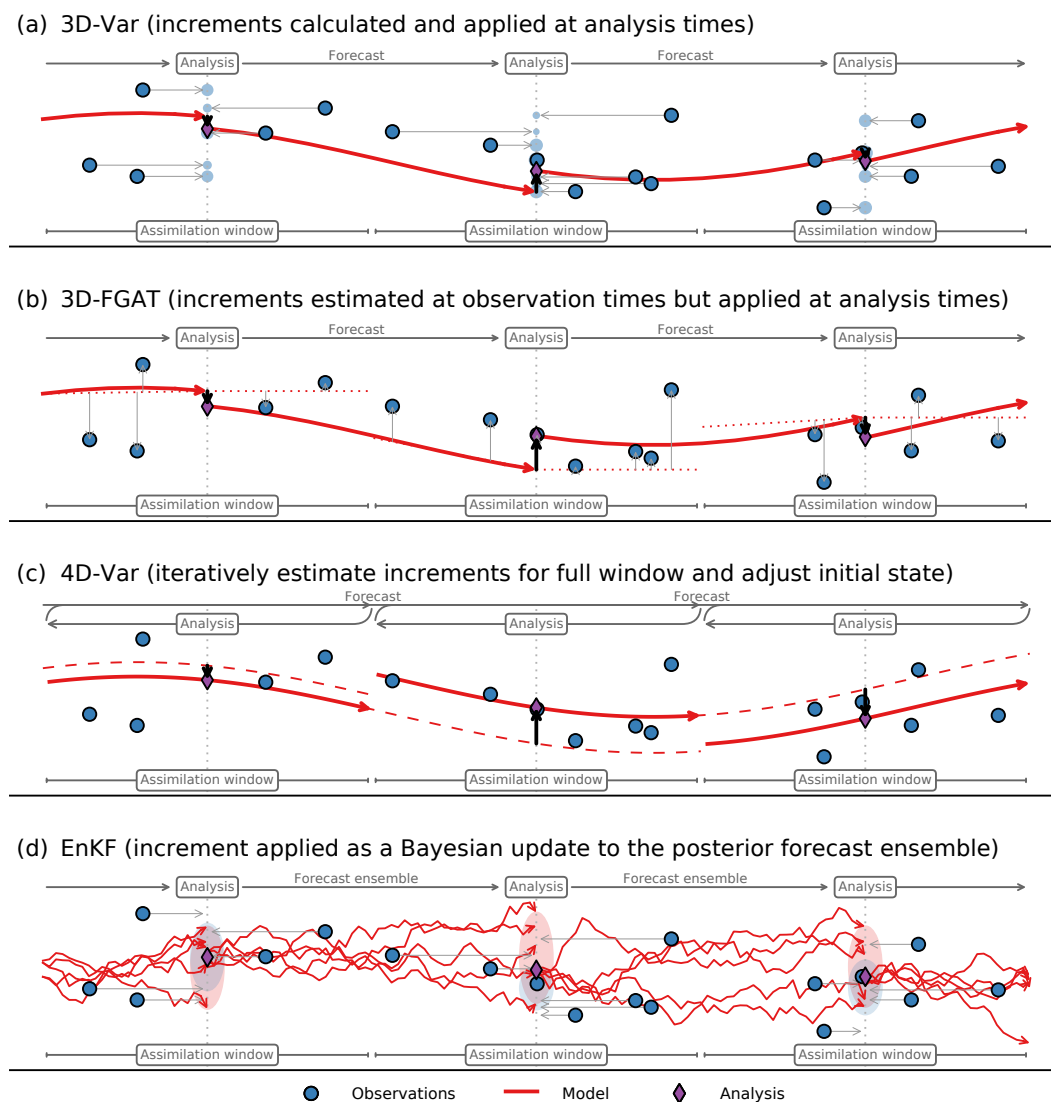 (a) 3D-Var (increments calculated and applied at analysis times)
Analysis Forecast Analysis Forecast Analysis
Assimilation window Assimilation window Assimilation window
(b) 3D-FGAT (increments estimated at observation times but applied at analysis times)
Analysis Forecast Analysis Forecast Analysis
Assimilation window Assimilation window Assimilation window
(c) 4D-Var (iteratively estimate increments for full window and adjust initial state)
Forecast Forecast
Analysis Analysis Analysis
Assimilation window Assimilation window Assimilation window
(d) EnKF (increment applied as a Bayesian update to the posterior forecast ensemble)
Analysis Forecast ensemble Analysis Forecast ensemble Analysis
Assimilation window Assimilation window Assimilation window
Observations Model Analysis